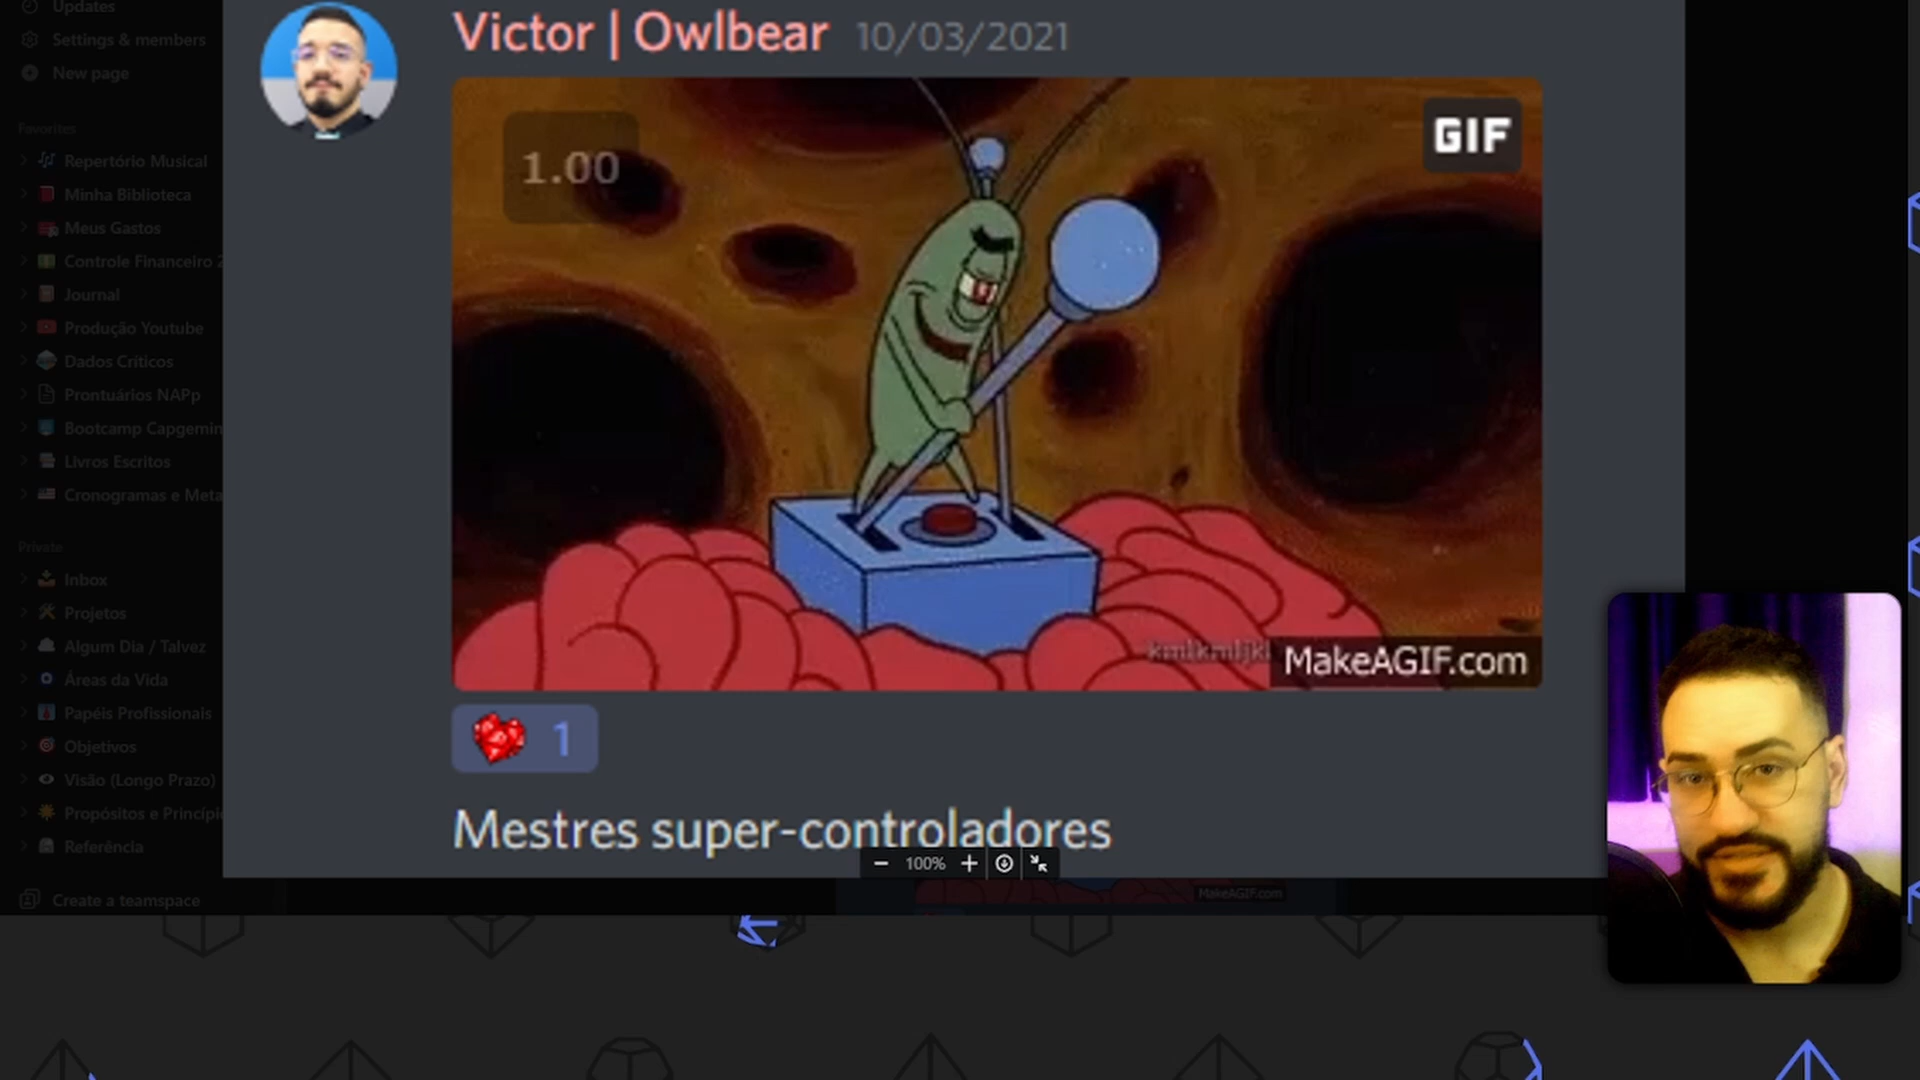 Updates
Settings & members
New page
Favorites
Repertório Musical
Minha Biblioteca
Meus Gastos
Controle Financeiro 2
Journal
Produção Youtube
Dados Críticos
Prontuários NAPp
Bootcamp Capgemin
Livros Escritos
Cronogramas e Meta
Private
Inbox
Projetos
Algum Dia / Talvez
Áreas da Vida
Papéis Profissionais
Objetivos
Visão (Longo Prazo)
Propósitos e Princípi
Referência
Create a teamspace
Victor | Owlbear 10/03/2021
1.00
GIF
MakeAGIF.com
1
Mestres super-controladores
100%
MakeAGIF.com